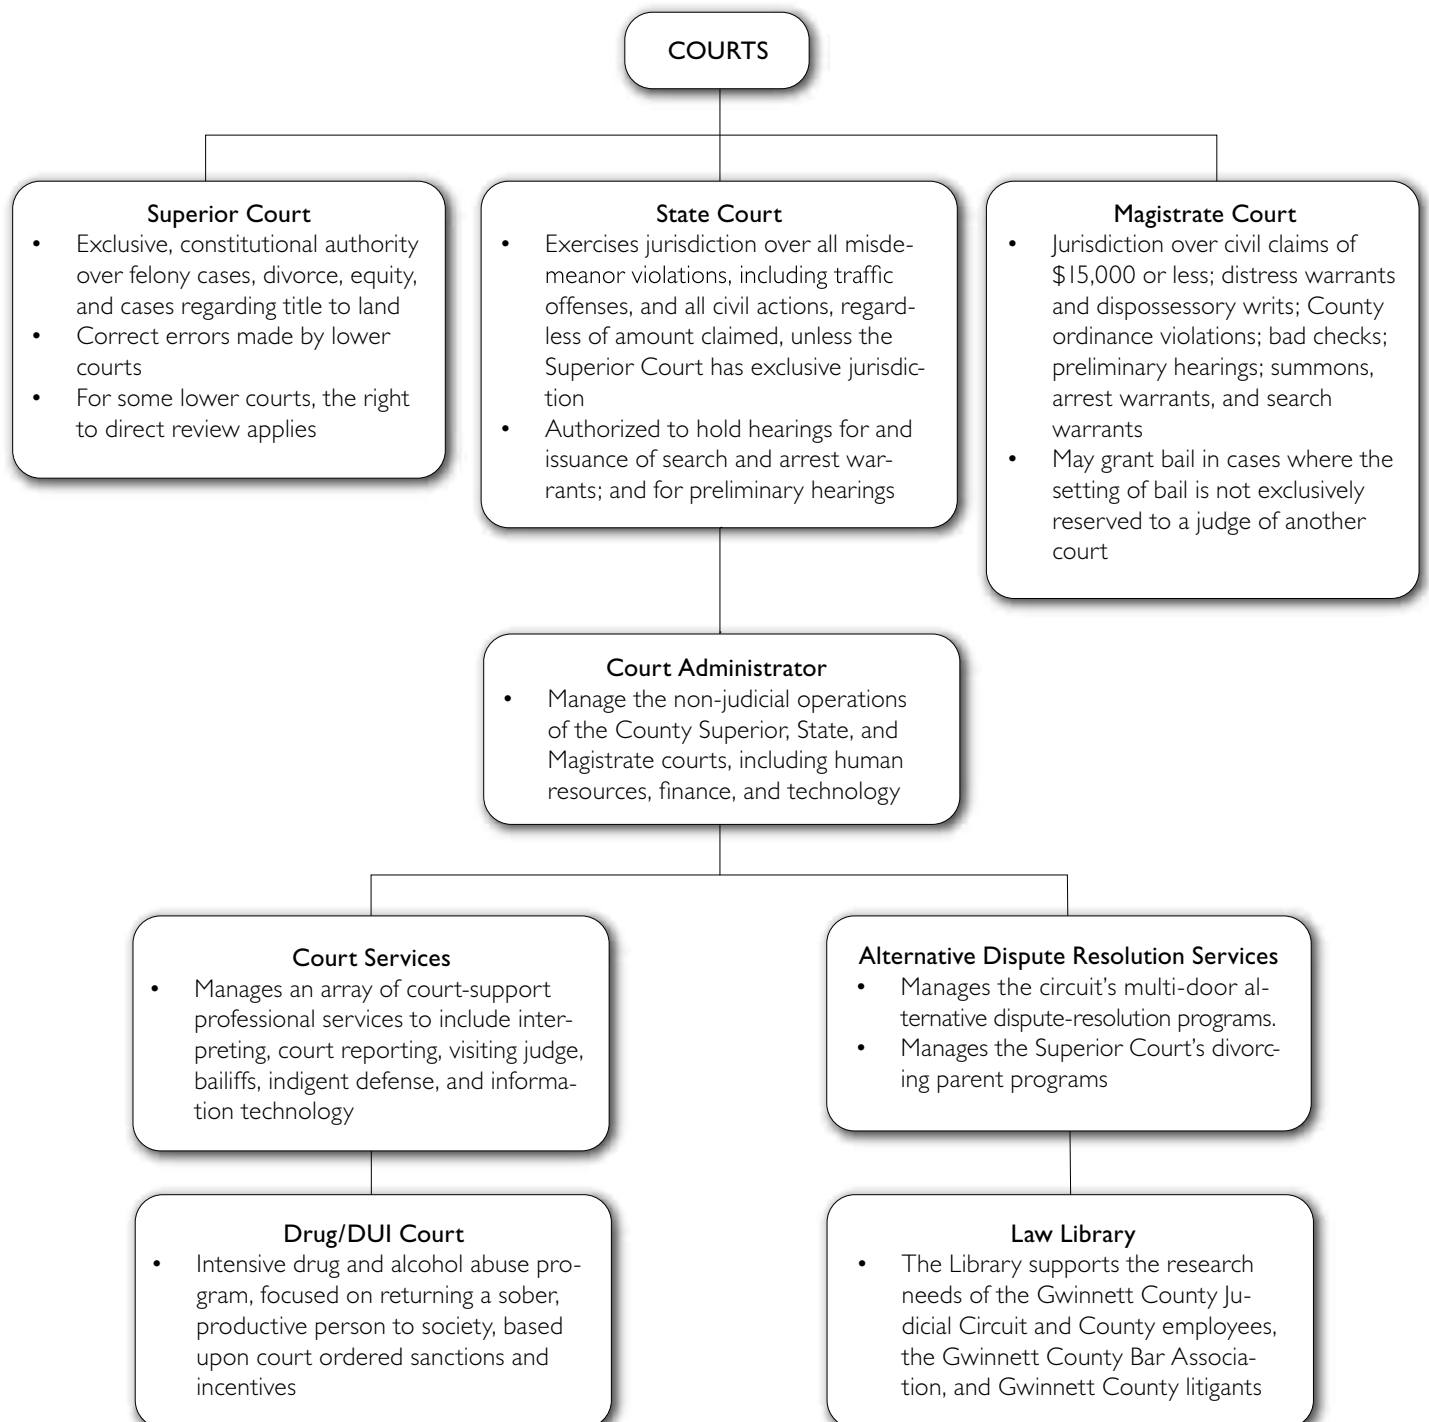 COURTS
Superior Court
• Exclusive, constitutional authority
over felony cases, divorce, equity,
and cases regarding title to land
• Correct errors made by lower
courts
• For some lower courts, the right
to direct review applies
State Court
• Exercises jurisdiction over all misde-
meanor violations, including traffic
offenses, and all civil actions, regard-
less of amount claimed, unless the
Superior Court has exclusive jurisdic-
tion
• Authorized to hold hearings for and
issuance of search and arrest war-
rants; and for preliminary hearings
Magistrate Court
• Jurisdiction over civil claims of
$15,000 or less; distress warrants
and dispossessory writs; County
ordinance violations; bad checks;
preliminary hearings; summons,
arrest warrants, and search
warrants
• May grant bail in cases where the
setting of bail is not exclusively
reserved to a judge of another
court
Court Administrator
• Manage the non-judicial operations
of the County Superior, State, and
Magistrate courts, including human
resources, finance, and technology
Court Services
• Manages an array of court-support
professional services to include inter-
preting, court reporting, visiting judge,
bailiffs, indigent defense, and informa-
tion technology
Alternative Dispute Resolution Services
• Manages the circuit’s multi-door al-
ternative dispute-resolution programs.
• Manages the Superior Court’s divorc-
ing parent programs
Drug/DUI Court
• Intensive drug and alcohol abuse pro-
gram, focused on returning a sober,
productive person to society, based
upon court ordered sanctions and
incentives
Law Library
• The Library supports the research
needs of the Gwinnett County Ju-
dicial Circuit and County employees,
the Gwinnett County Bar Associa-
tion, and Gwinnett County litigants